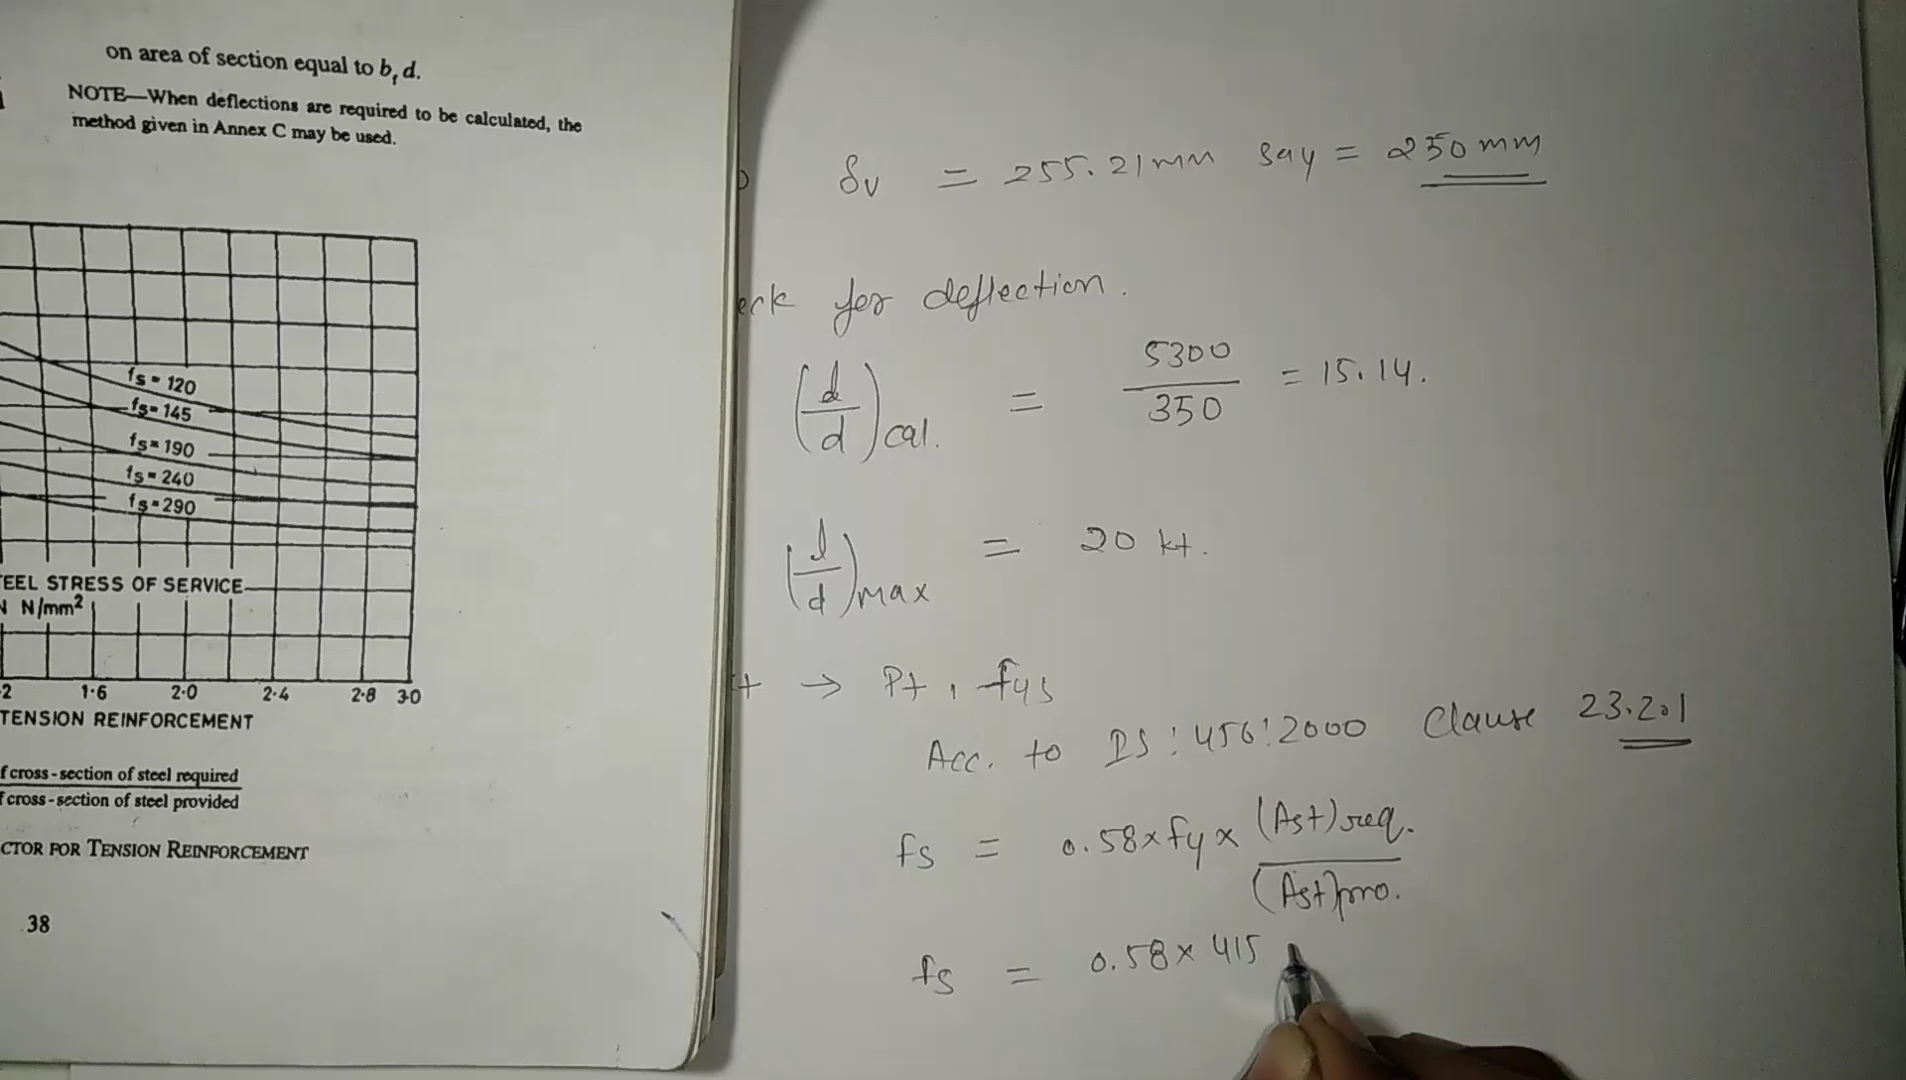 on area of section equal to bf d.
NOTE—When deflections are required to be calculated, the
method given in Annex C may be used.
fs = 120
fs = 145
fs = 190
fs = 240
fs = 290
EEL STRESS OF SERVICE
N N/mm2
2 1·6 2·0 2·4 2·8 3·0
TENSION REINFORCEMENT
f cross-section of steel required
f cross-section of steel provided
CTOR FOR TENSION REINFORCEMENT
38
Sv = 255.21mm say = 250 mm
eck for deflection.
(l/d)cal. = 5300/350 = 15.14.
(l/d)max = 20 kt.
t → Pt, fys
Acc. to IS:456:2000 Clause 23.2.1
fs = 0.58 x fy x (Ast)req. / (Ast)pro.
fs = 0.58 x 415